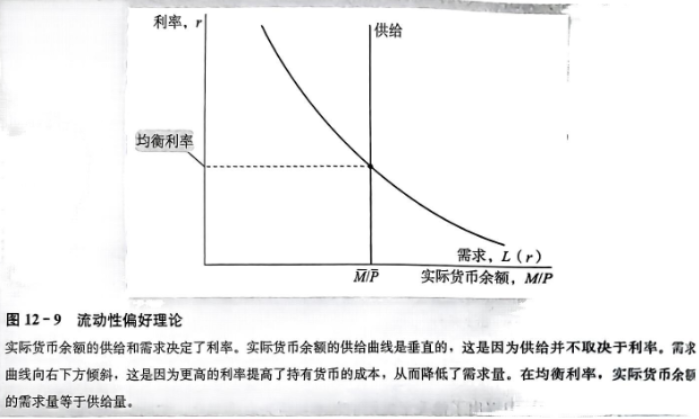 利率，r
供给
均衡利率
需求，L（r）
M̄/P̄
实际货币余额，M/P
图 12-9 流动性偏好理论
实际货币余额的供给和需求决定了利率。实际货币余额的供给曲线是垂直的，这是因为供给并不取决于利率。需求
曲线向右下方倾斜，这是因为更高的利率提高了持有货币的成本，从而降低了需求量。在均衡利率，实际货币余额
的需求量等于供给量。